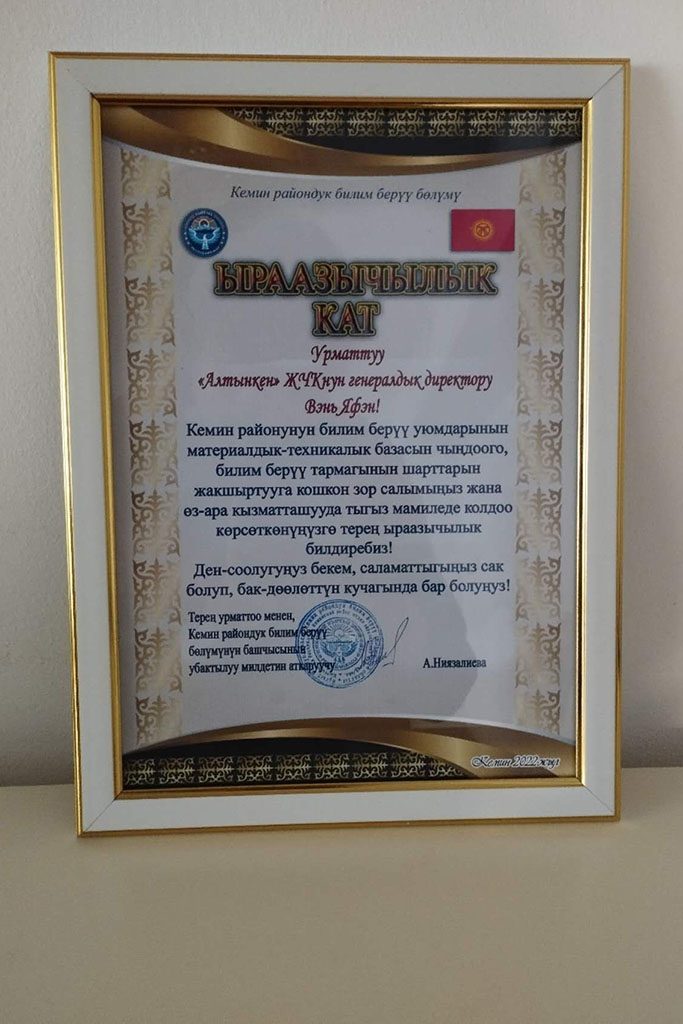 Кемин райондук билим берүү бөлүмү
ЫРААЗЫЧЫЛЫК
КАТ
Урматтуу
«Алтынкен» ЖЧКнун генералдык директору
Вэнь Яфэн!
Кемин районунун билим берүү уюмдарынын
материалдык-техникалык базасын чыңдоого,
билим берүү тармагынын шарттарын
жакшыртууга кошкон зор салымыңыз жана
өз-ара кызматташууда тыгыз мамиледе колдоо
көрсөткөнүңүзгө терең ыраазычылык
билдиребиз!
Ден-соолугуңуз бекем, саламаттыгыңыз сак
болуп, бак-дөөлөттүн кучагында бар болуңуз!
Терең урматтоо менен,
Кемин райондук билим берүү
бөлүмүнүн башчысынын
убактылуу милдетин аткаруучу
А.Ниязалиева
Кемин 2022жыл